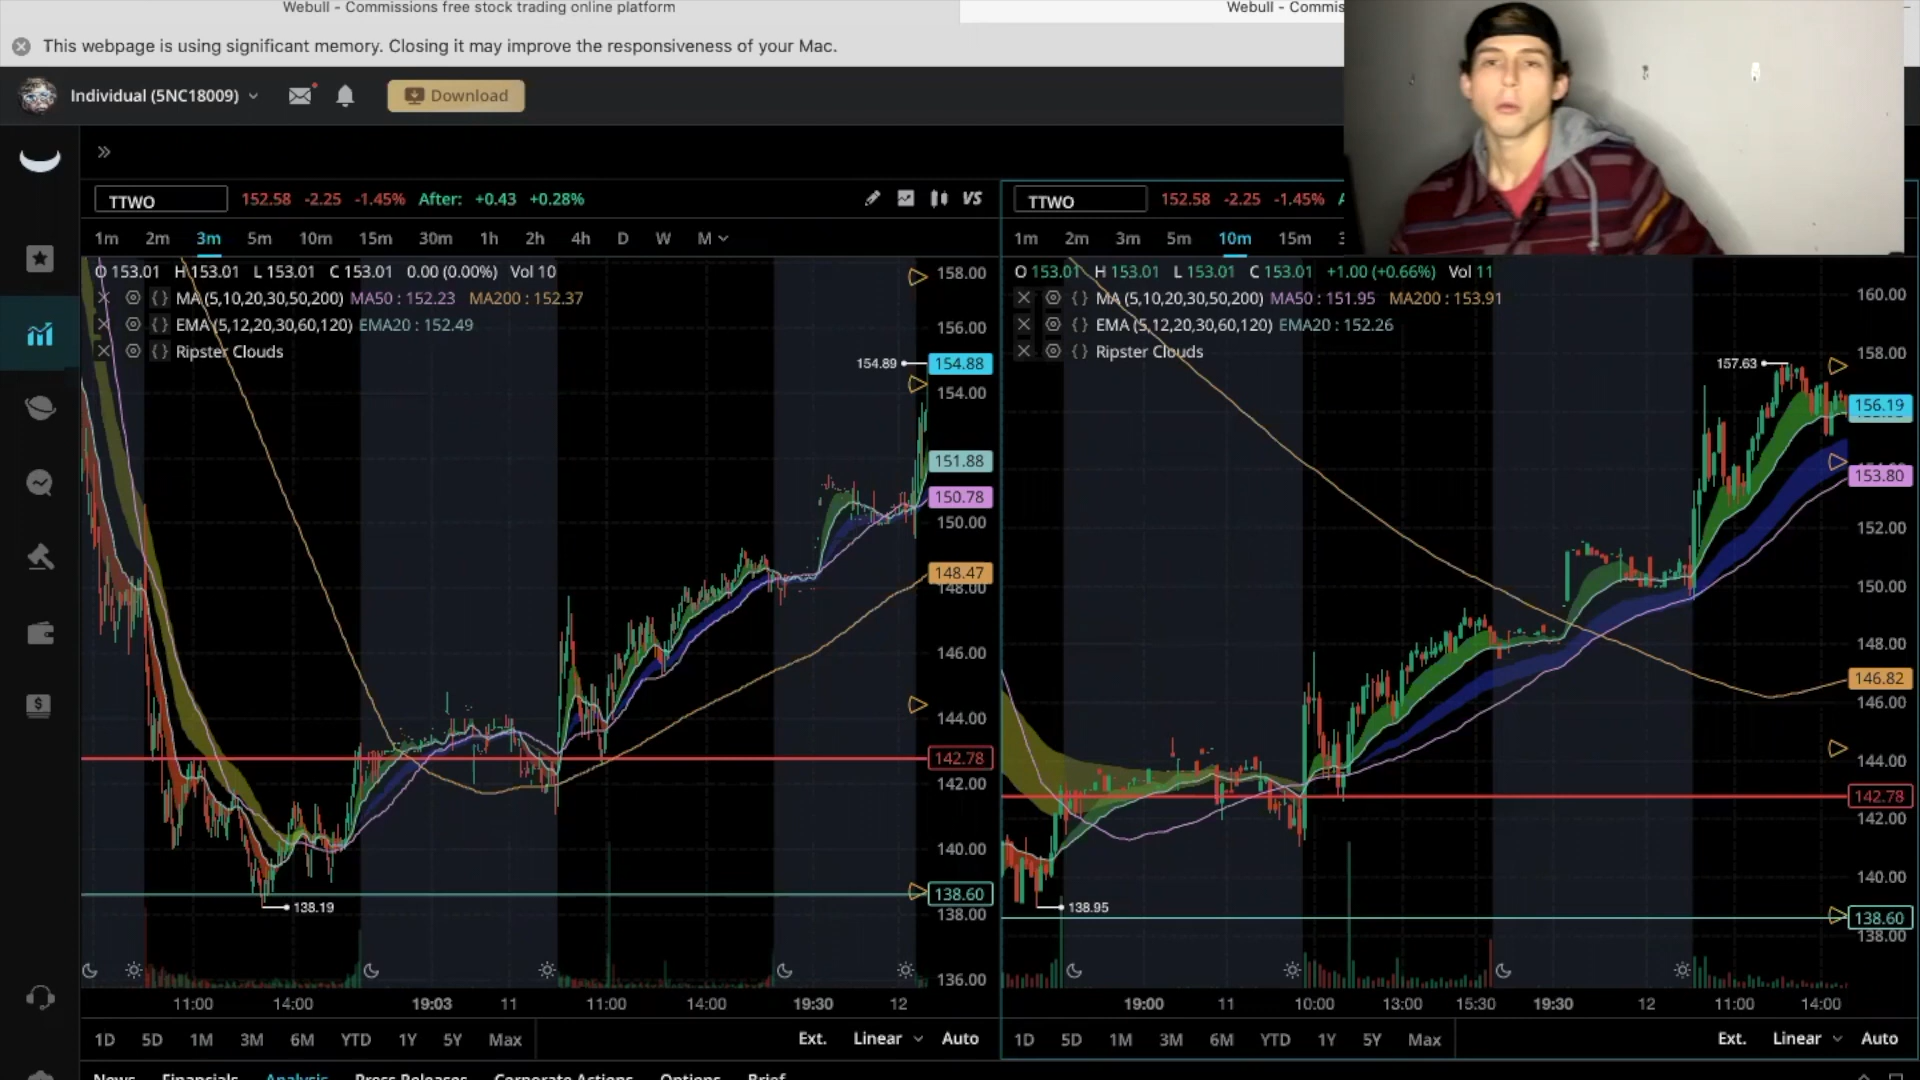 Webull - Commissions free stock trading online platform
Webull - Commis
This webpage is using significant memory. Closing it may improve the responsiveness of your Mac.
Individual (5NC18009)
Download
TTWO 152.58 -2.25 -1.45% After: +0.43 +0.28% VS
1m 2m 3m 5m 10m 15m 30m 1h 2h 4h D W M
O 153.01 H 153.01 L 153.01 C 153.01 0.00 (0.00%) Vol 10
MA (5,10,20,30,50,200) MA50 : 152.23 MA200 : 152.37
EMA (5,12,20,30,60,120) EMA20 : 152.49
Ripster Clouds
158.00
156.00
154.89
154.88
154.00
151.88
150.78
150.00
148.47
148.00
146.00
144.00
142.78
142.00
140.00
138.60
138.19
138.00
136.00
11:00 14:00 19:03 11 11:00 14:00 19:30 12
1D 5D 1M 3M 6M YTD 1Y 5Y Max Ext. Linear Auto
TTWO 152.58 -2.25 -1.45%
1m 2m 3m 5m 10m 15m
O 153.01 H 153.01 L 153.01 C 153.01 +1.00 (+0.66%) Vol 11
MA (5,10,20,30,50,200) MA50 : 151.95 MA200 : 153.91
EMA (5,12,20,30,60,120) EMA20 : 152.26
Ripster Clouds
160.00
158.00
157.63
156.19
153.80
152.00
150.00
148.00
146.82
146.00
144.00
142.78
142.00
140.00
138.95
138.60
138.00
19:00 11 10:00 13:00 15:30 19:30 12 11:00 14:00
1D 5D 1M 3M 6M YTD 1Y 5Y Max Ext. Linear Auto
News Financials Analysis Press Releases Corporate Actions Options Brief